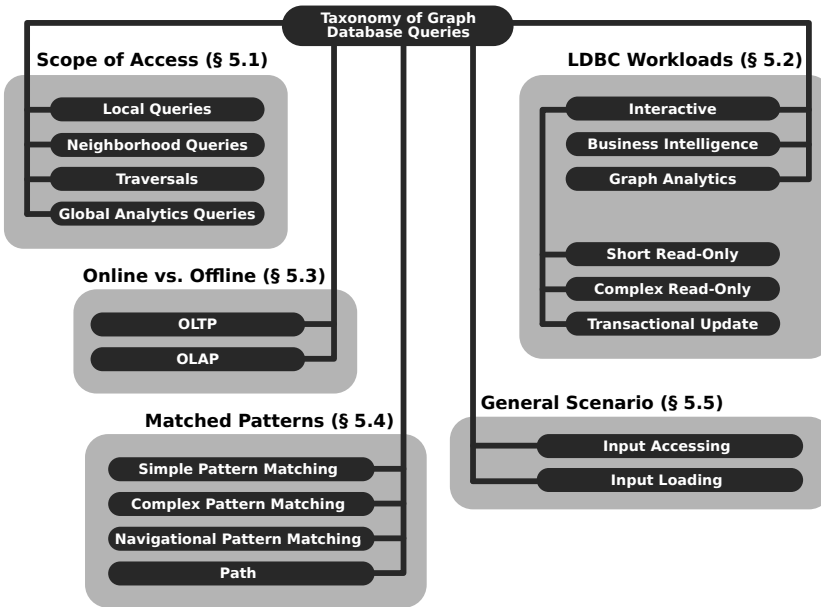 Taxonomy of Graph
Database Queries
Scope of Access (§ 5.1)
Local Queries
Neighborhood Queries
Traversals
Global Analytics Queries
LDBC Workloads (§ 5.2)
Interactive
Business Intelligence
Graph Analytics
Short Read-Only
Complex Read-Only
Transactional Update
Online vs. Offline (§ 5.3)
OLTP
OLAP
Matched Patterns (§ 5.4)
Simple Pattern Matching
Complex Pattern Matching
Navigational Pattern Matching
Path
General Scenario (§ 5.5)
Input Accessing
Input Loading